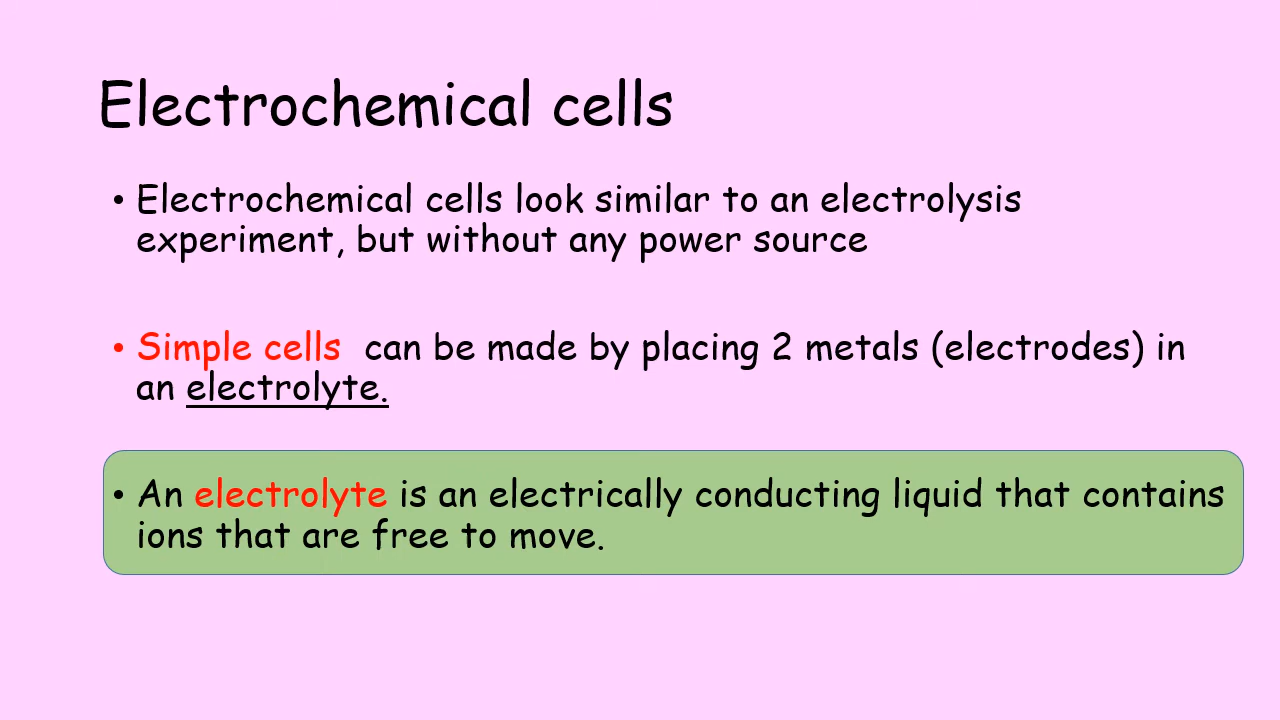 Electrochemical cells
• Electrochemical cells look similar to an electrolysis
experiment, but without any power source
• Simple cells can be made by placing 2 metals (electrodes) in
an electrolyte.
• An electrolyte is an electrically conducting liquid that contains
ions that are free to move.